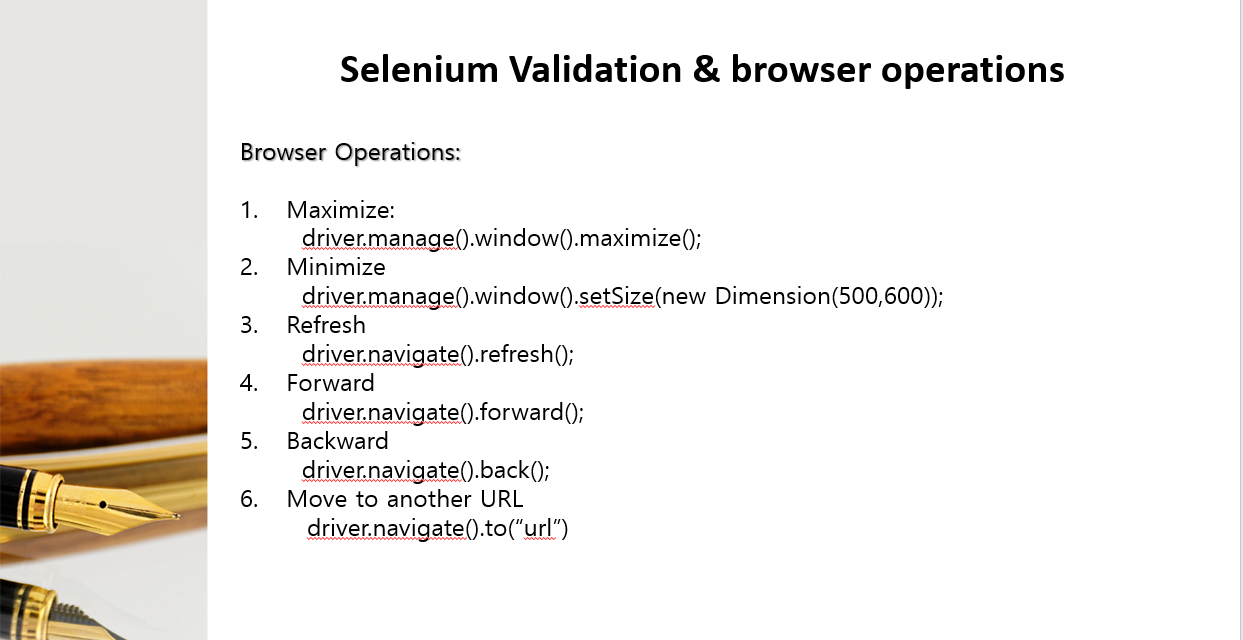 Selenium Validation & browser operations
Browser Operations:
1. Maximize:
driver.manage().window().maximize();
2. Minimize
driver.manage().window().setSize(new Dimension(500,600));
3. Refresh
driver.navigate().refresh();
4. Forward
driver.navigate().forward();
5. Backward
driver.navigate().back();
6. Move to another URL
driver.navigate().to(“url”)